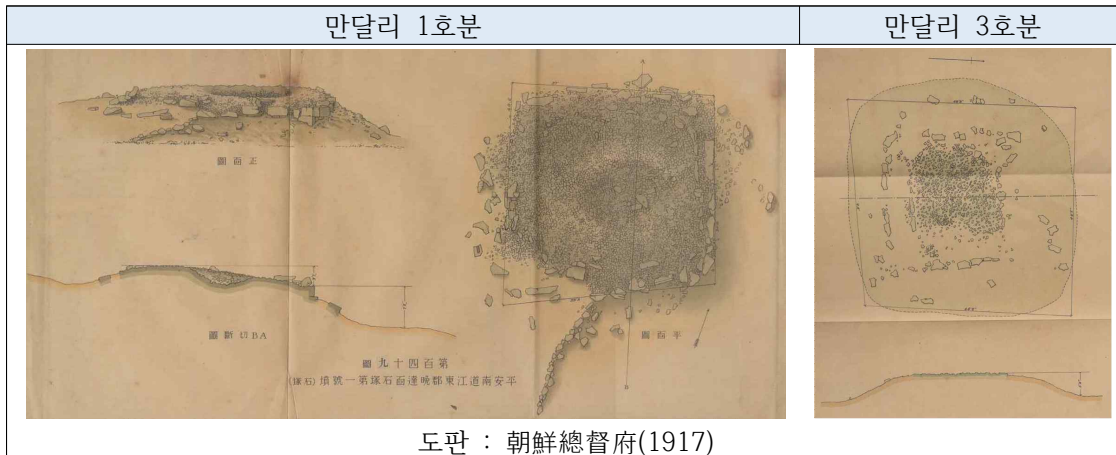 만달리 1호분
만달리 3호분
圖面正
圖斷切BA
圖面平
圖九十四百第
(塚石)墳號一第塚石面達晚郡東江道南安平
도판 : 朝鮮總督府(1917)